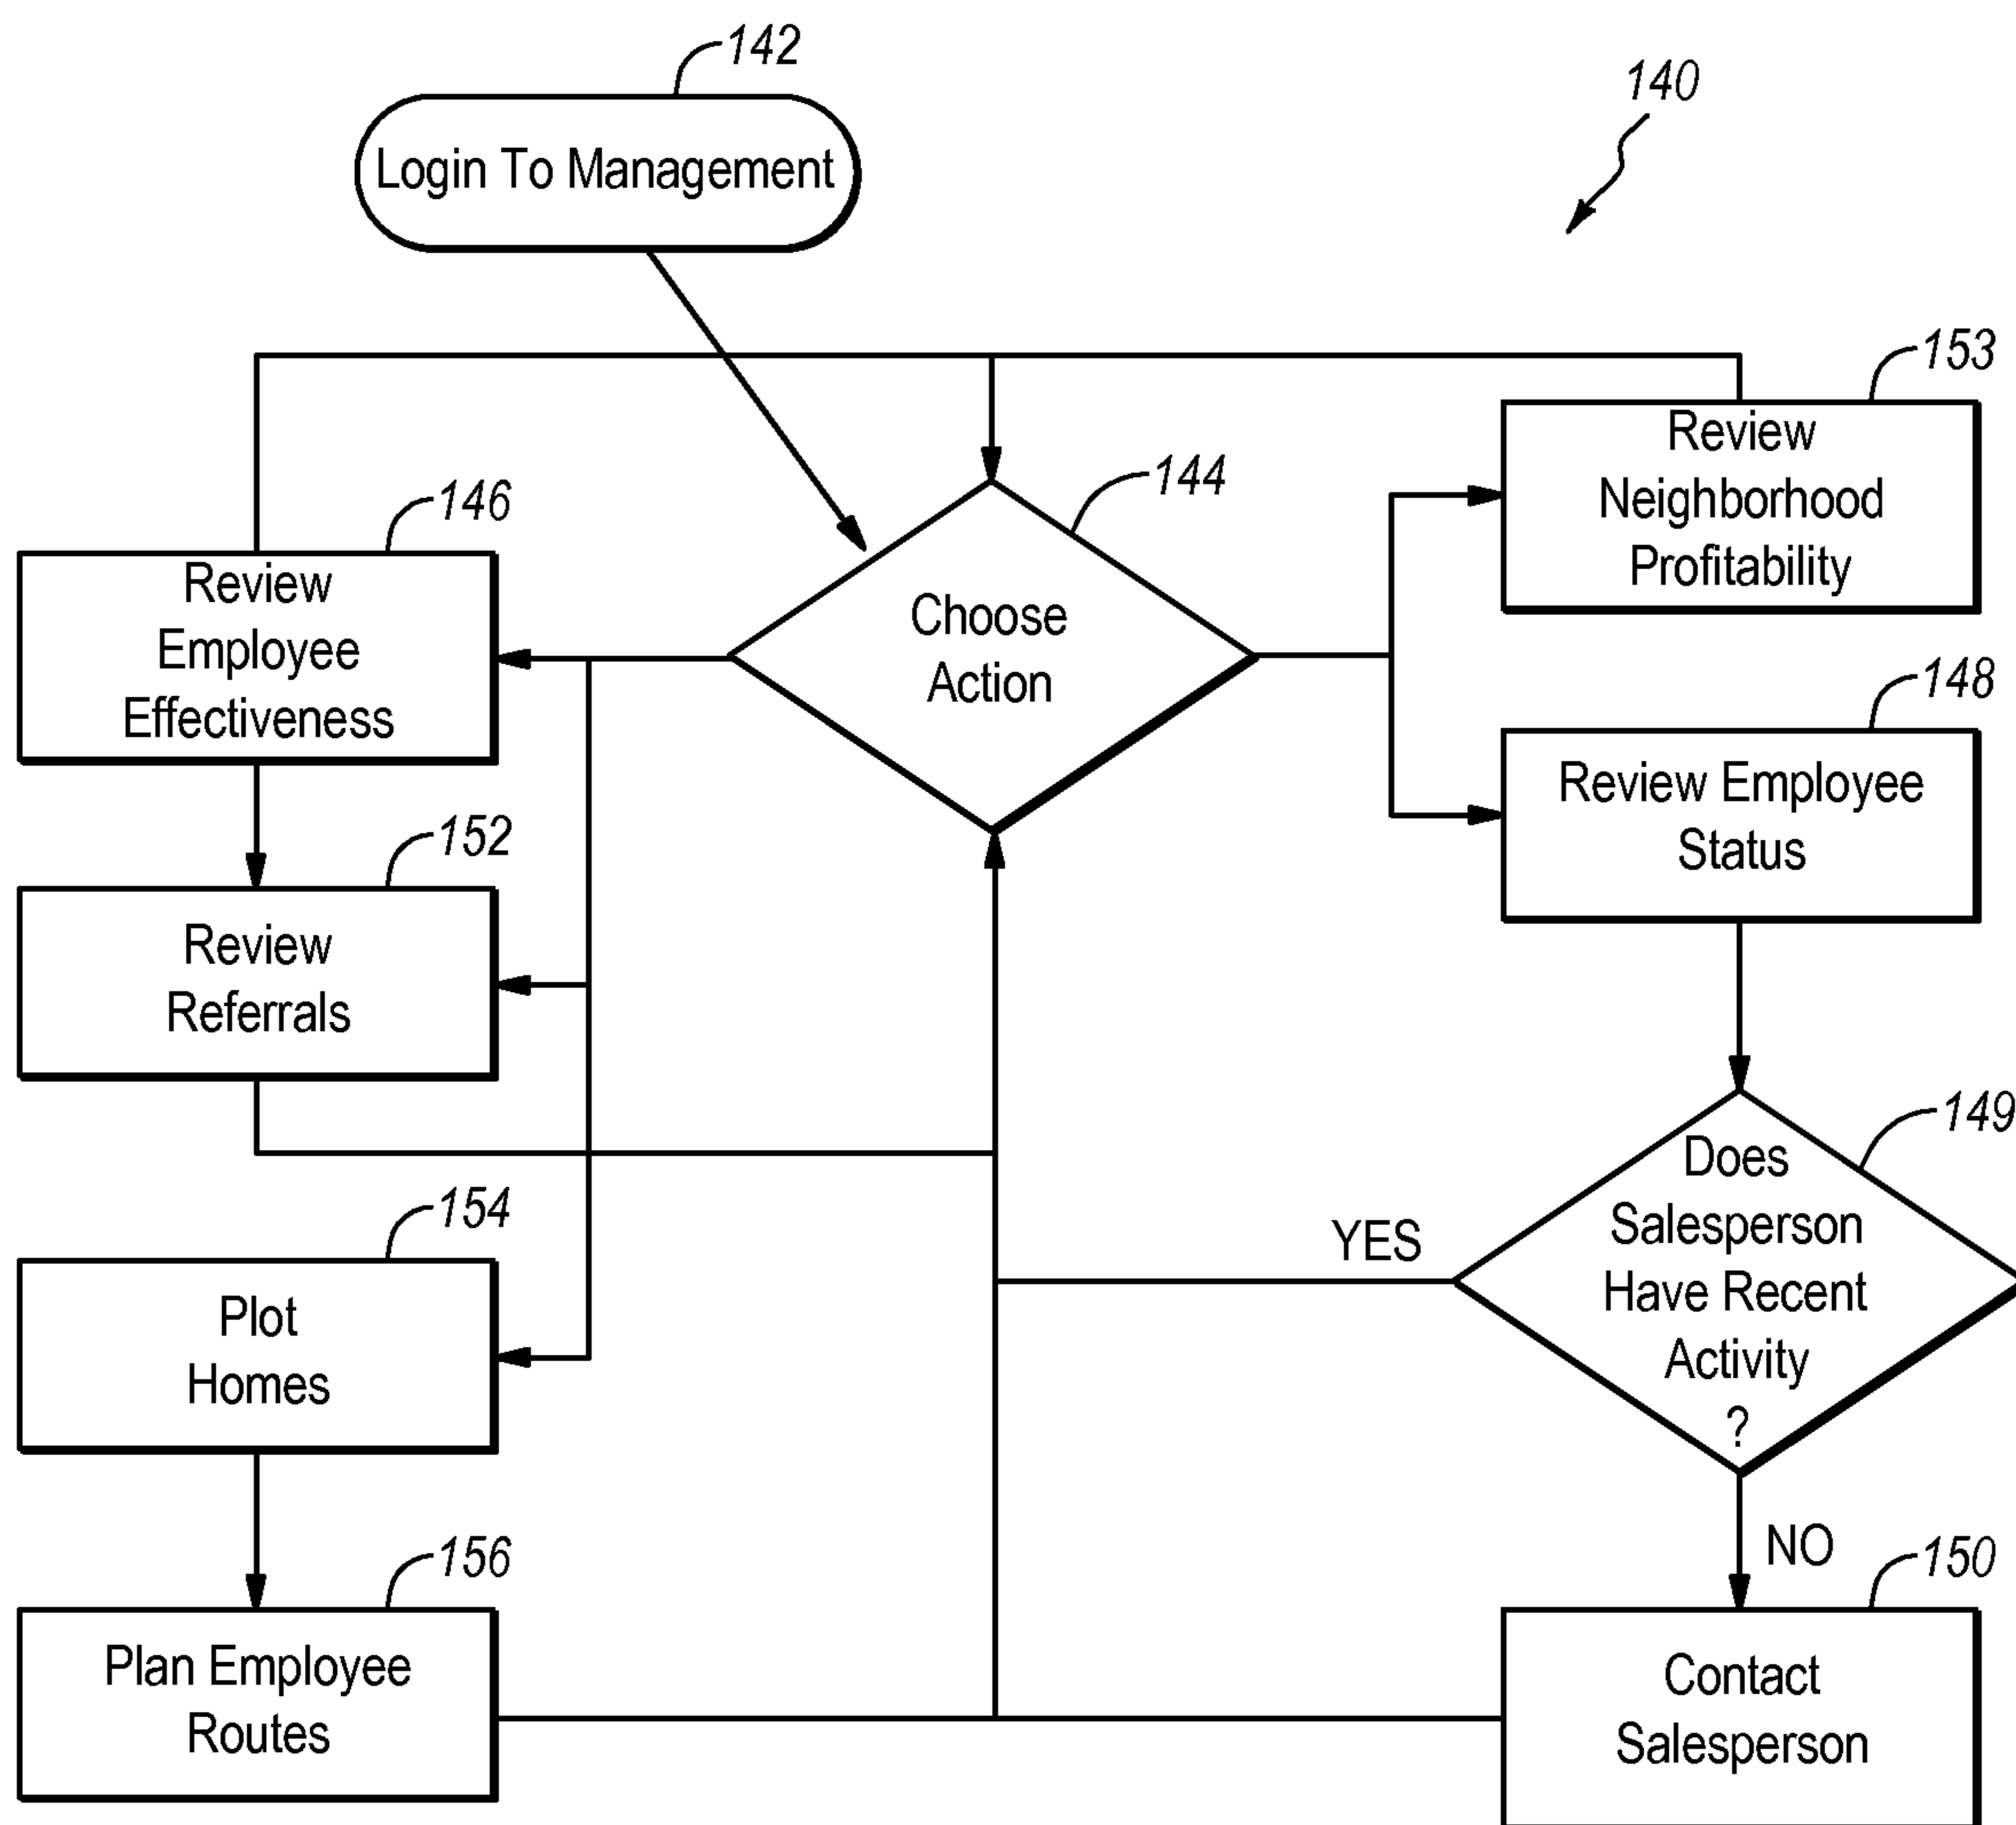 142
Login To Management
140
153
Review
Neighborhood
Profitability
144
Choose
Action
146
Review
Employee
Effectiveness
148
Review Employee
Status
152
Review
Referrals
149
Does
Salesperson
Have Recent
Activity
?
YES
NO
154
Plot
Homes
156
Plan Employee
Routes
150
Contact
Salesperson